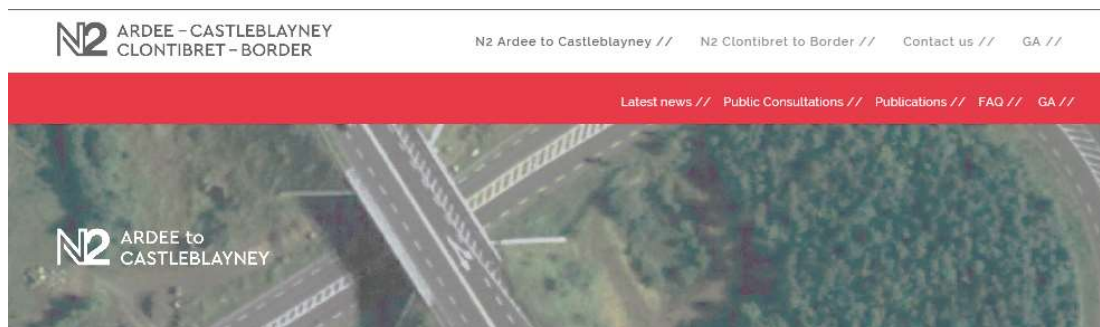 N2 ARDEE – CASTLEBLAYNEY
CLONTIBRET – BORDER
N2 Ardee to Castleblayney // N2 Clontibret to Border // Contact us // GA //
Latest news // Public Consultations // Publications // FAQ // GA //
N2 ARDEE to
CASTLEBLAYNEY